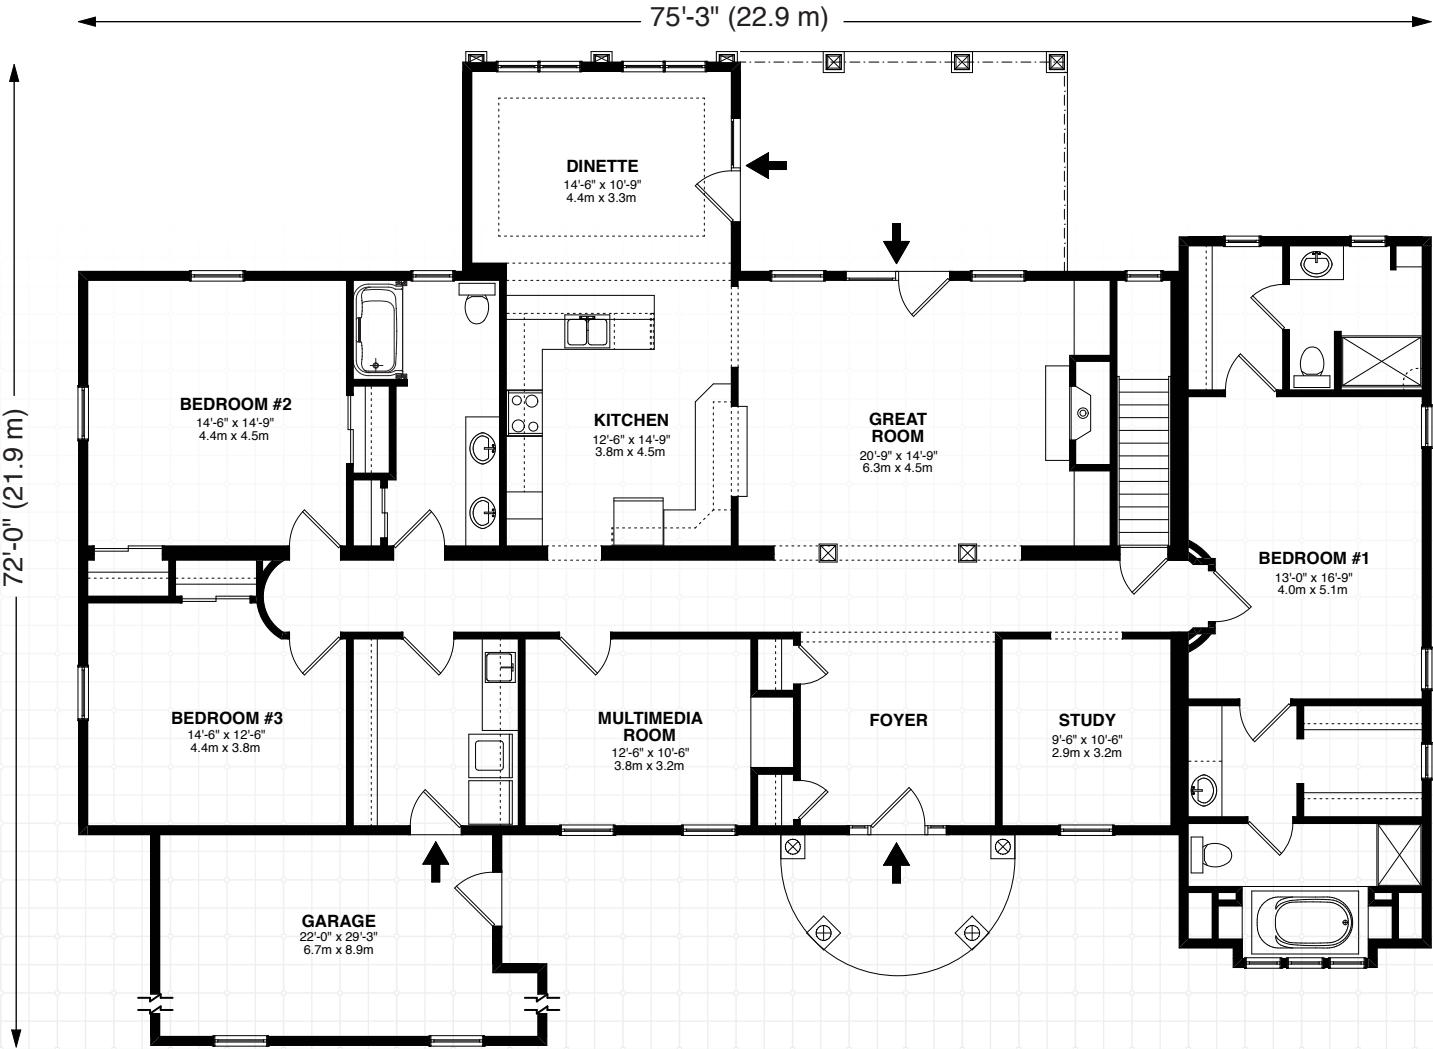 75'-3" (22.9 m)
72'-0" (21.9 m)
DINETTE
14'-6" x 10'-9"
4.4m x 3.3m
BEDROOM #2
14'-6" x 14'-9"
4.4m x 4.5m
KITCHEN
12'-6" x 14'-9"
3.8m x 4.5m
GREAT
ROOM
20'-9" x 14'-9"
6.3m x 4.5m
BEDROOM #1
13'-0" x 16'-9"
4.0m x 5.1m
BEDROOM #3
14'-6" x 12'-6"
4.4m x 3.8m
MULTIMEDIA
ROOM
12'-6" x 10'-6"
3.8m x 3.2m
FOYER
STUDY
9'-6" x 10'-6"
2.9m x 3.2m
GARAGE
22'-0" x 29'-3"
6.7m x 8.9m